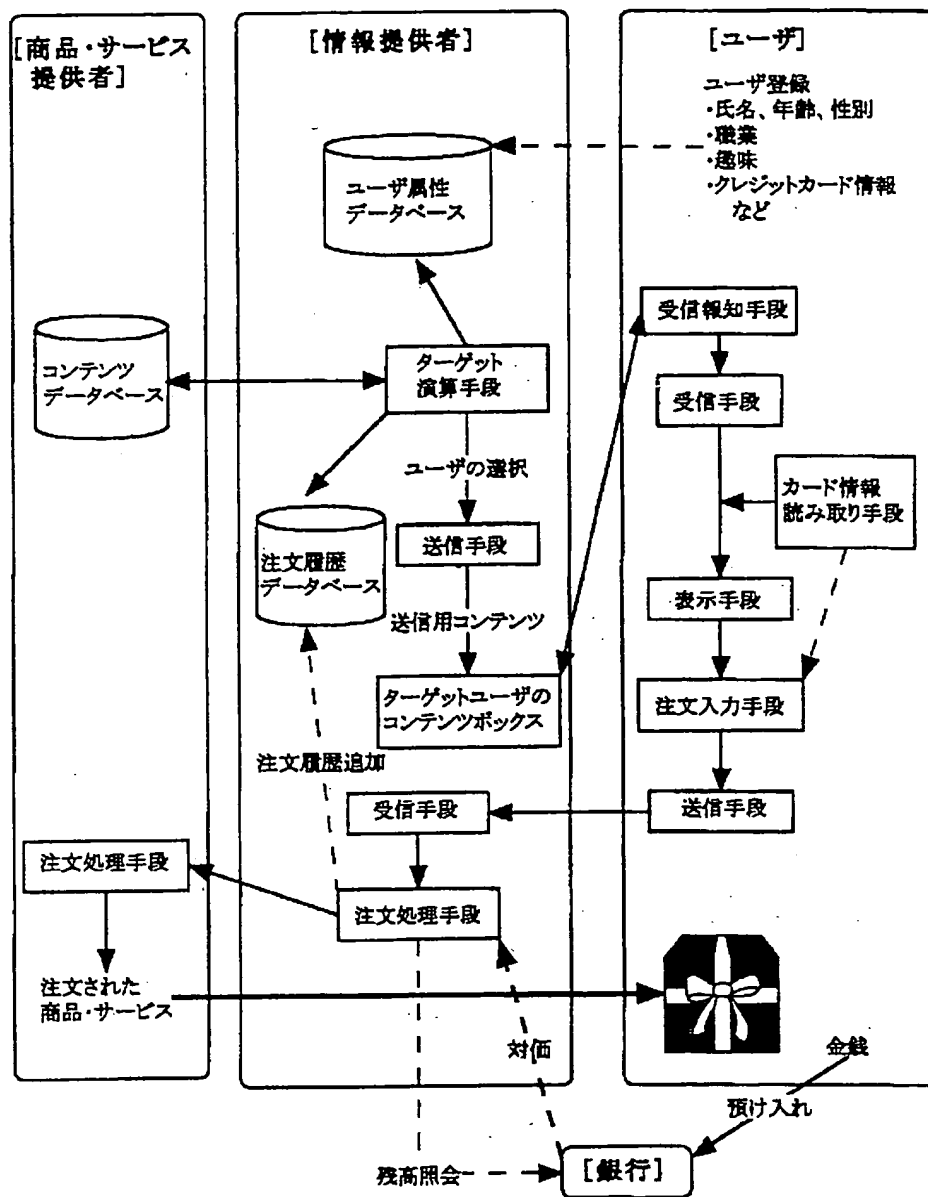 [商品・サービス
提供者]
[情報提供者]
[ユーザ]
ユーザ登録
・氏名、年齢、性別
・職業
・趣味
・クレジットカード情報
など
ユーザ属性
データベース
受信報知手段
コンテンツ
データベース
ターゲット
演算手段
受信手段
ユーザの選択
カード情報
読み取り手段
注文履歴
データベース
送信手段
表示手段
送信用コンテンツ
ターゲットユーザの
コンテンツボックス
注文入力手段
注文履歴追加
受信手段
送信手段
注文処理手段
注文処理手段
注文された
商品・サービス
対価
金銭
預け入れ
残高照会
[銀行]